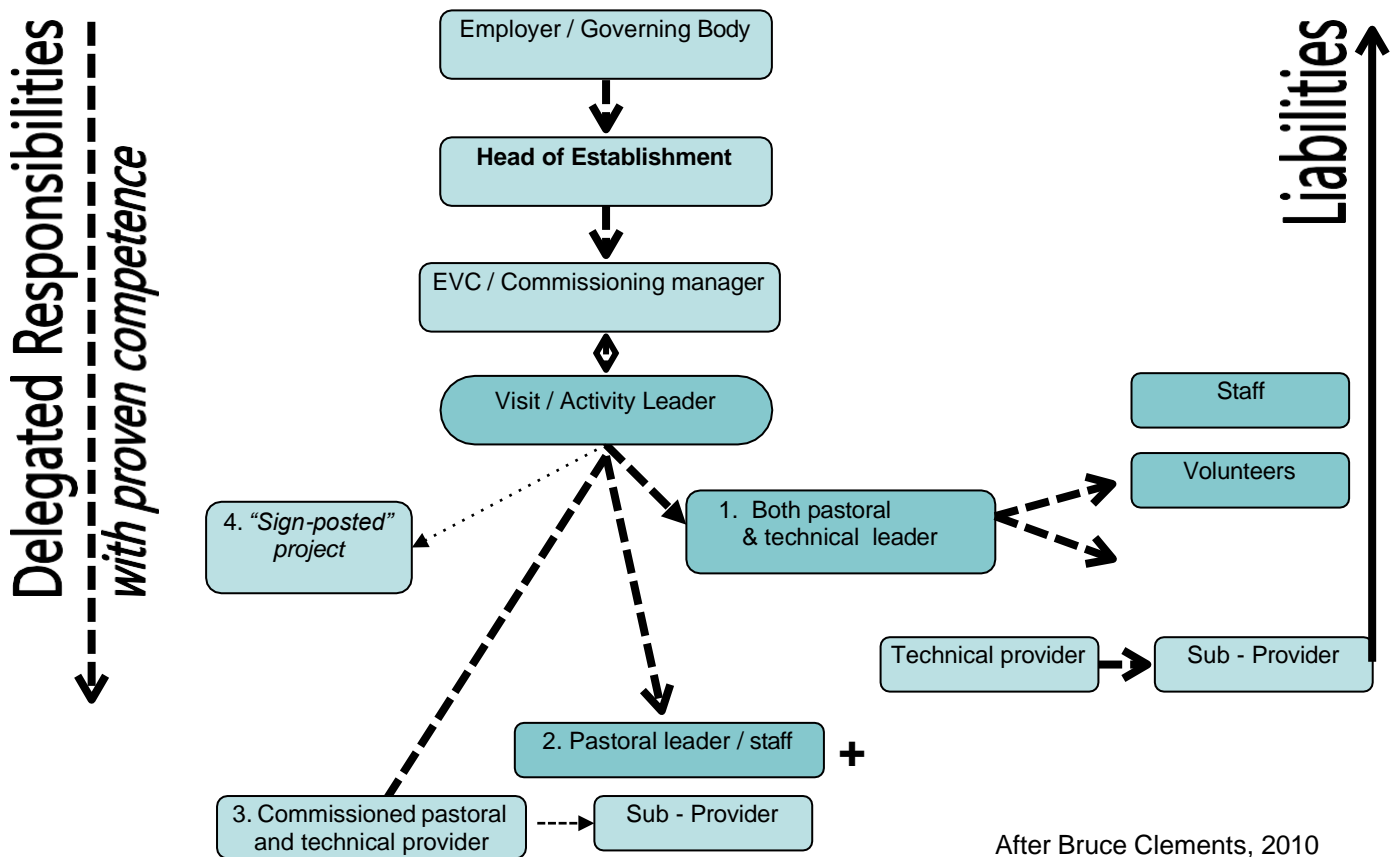 Delegated Responsibilities
with proven competence
Employer / Governing Body
Head of Establishment
EVC / Commissioning manager
Visit / Activity Leader
4. “Sign-posted”
project
1. Both pastoral
& technical leader
Staff
Volunteers
Technical provider
Sub - Provider
2. Pastoral leader / staff
+
3. Commissioned pastoral
and technical provider
Sub - Provider
Liabilities
After Bruce Clements, 2010